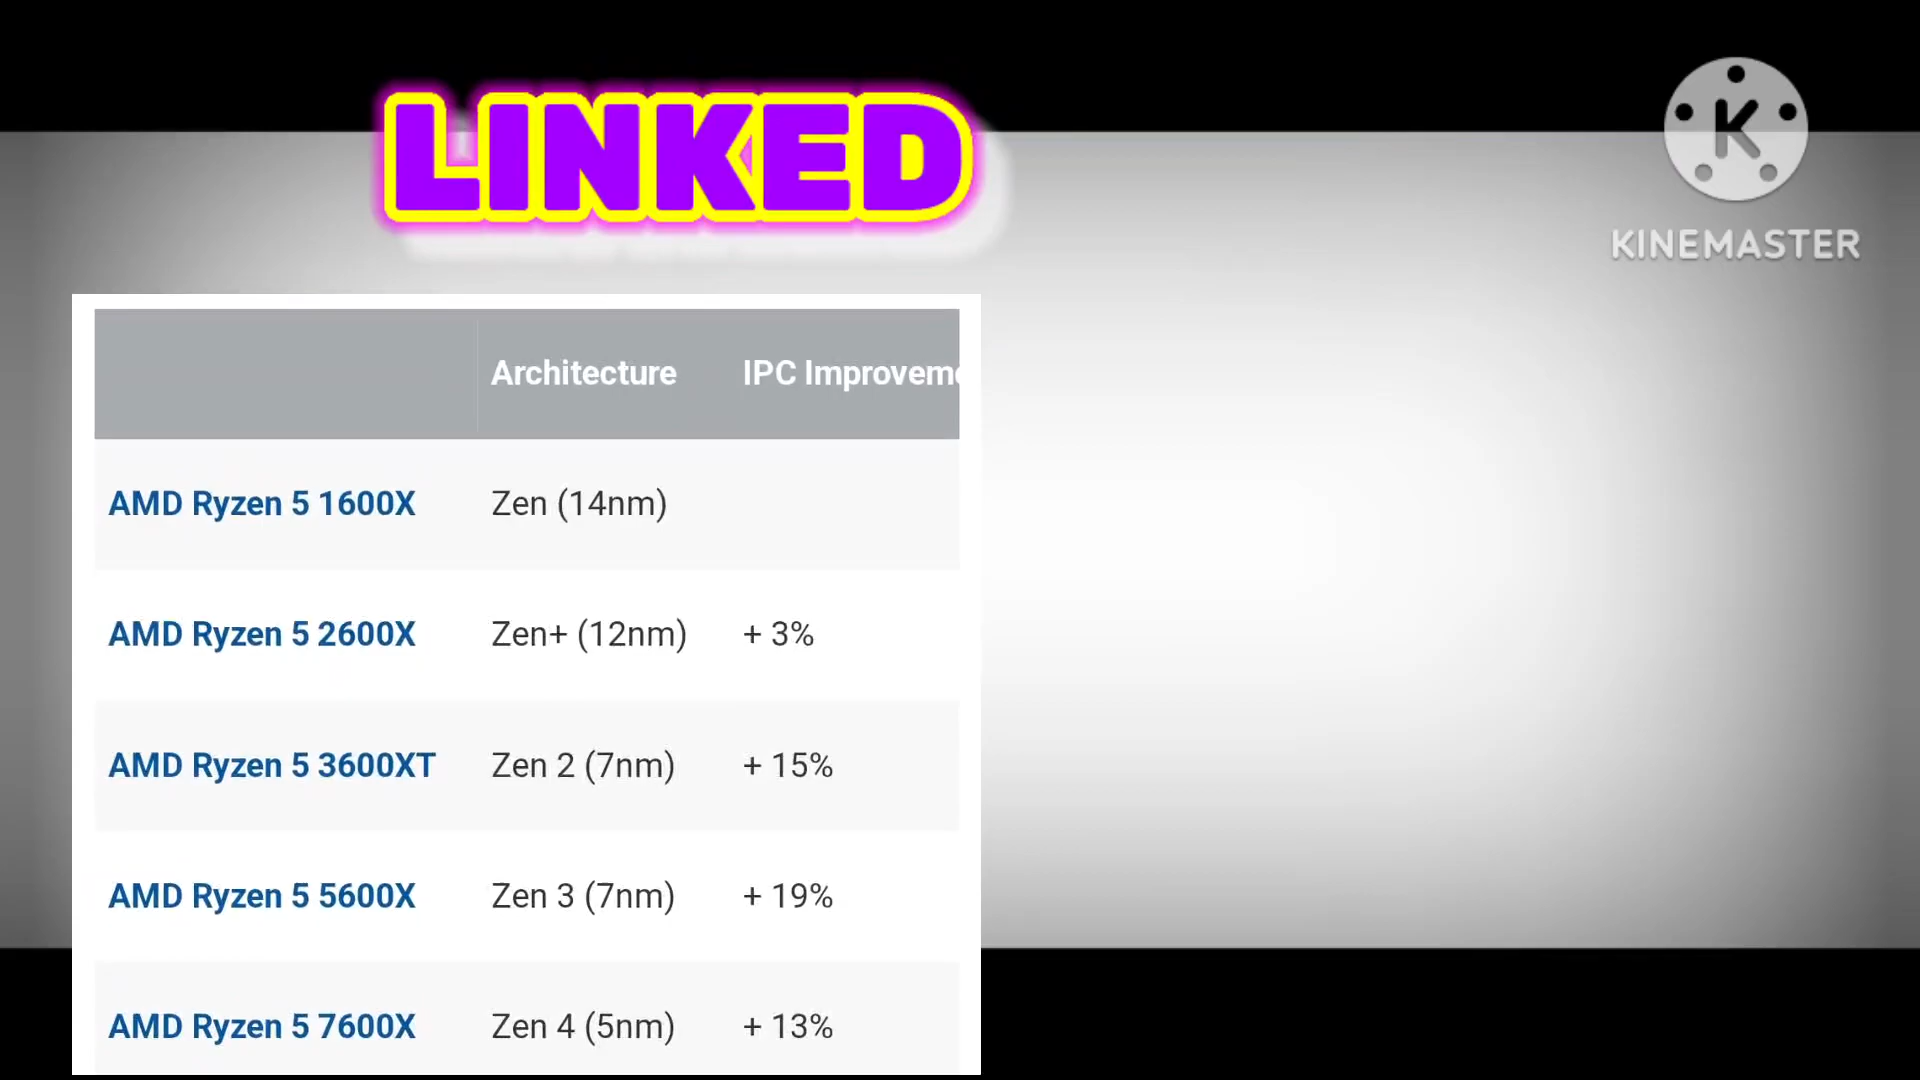 LINKED
K
KINEMASTER
Architecture IPC Improveme
AMD Ryzen 5 1600X Zen (14nm)
AMD Ryzen 5 2600X Zen+ (12nm) + 3%
AMD Ryzen 5 3600XT Zen 2 (7nm) + 15%
AMD Ryzen 5 5600X Zen 3 (7nm) + 19%
AMD Ryzen 5 7600X Zen 4 (5nm) + 13%